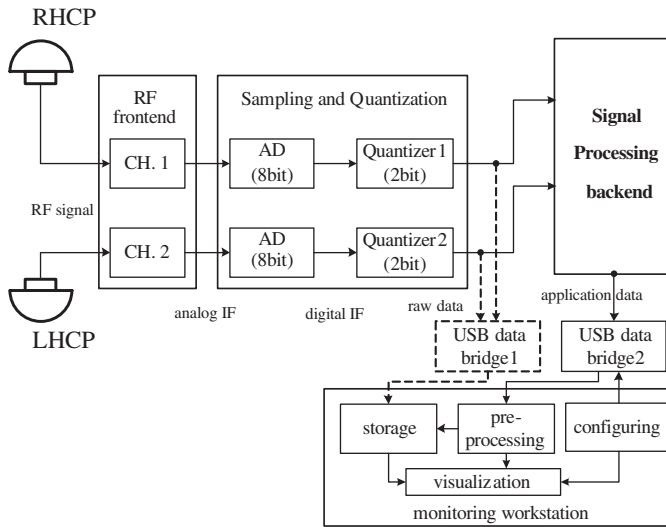 RHCP
RF
frontend
Sampling and Quantization
Signal
Processing
backend
CH. 1
AD
(8bit)
Quantizer1
(2bit)
RF signal
CH. 2
AD
(8bit)
Quantizer2
(2bit)
LHCP
analog IF
digital IF
raw data
application data
USB data
bridge1
USB data
bridge2
storage
pre-
processing
configuring
visualization
monitoring workstation